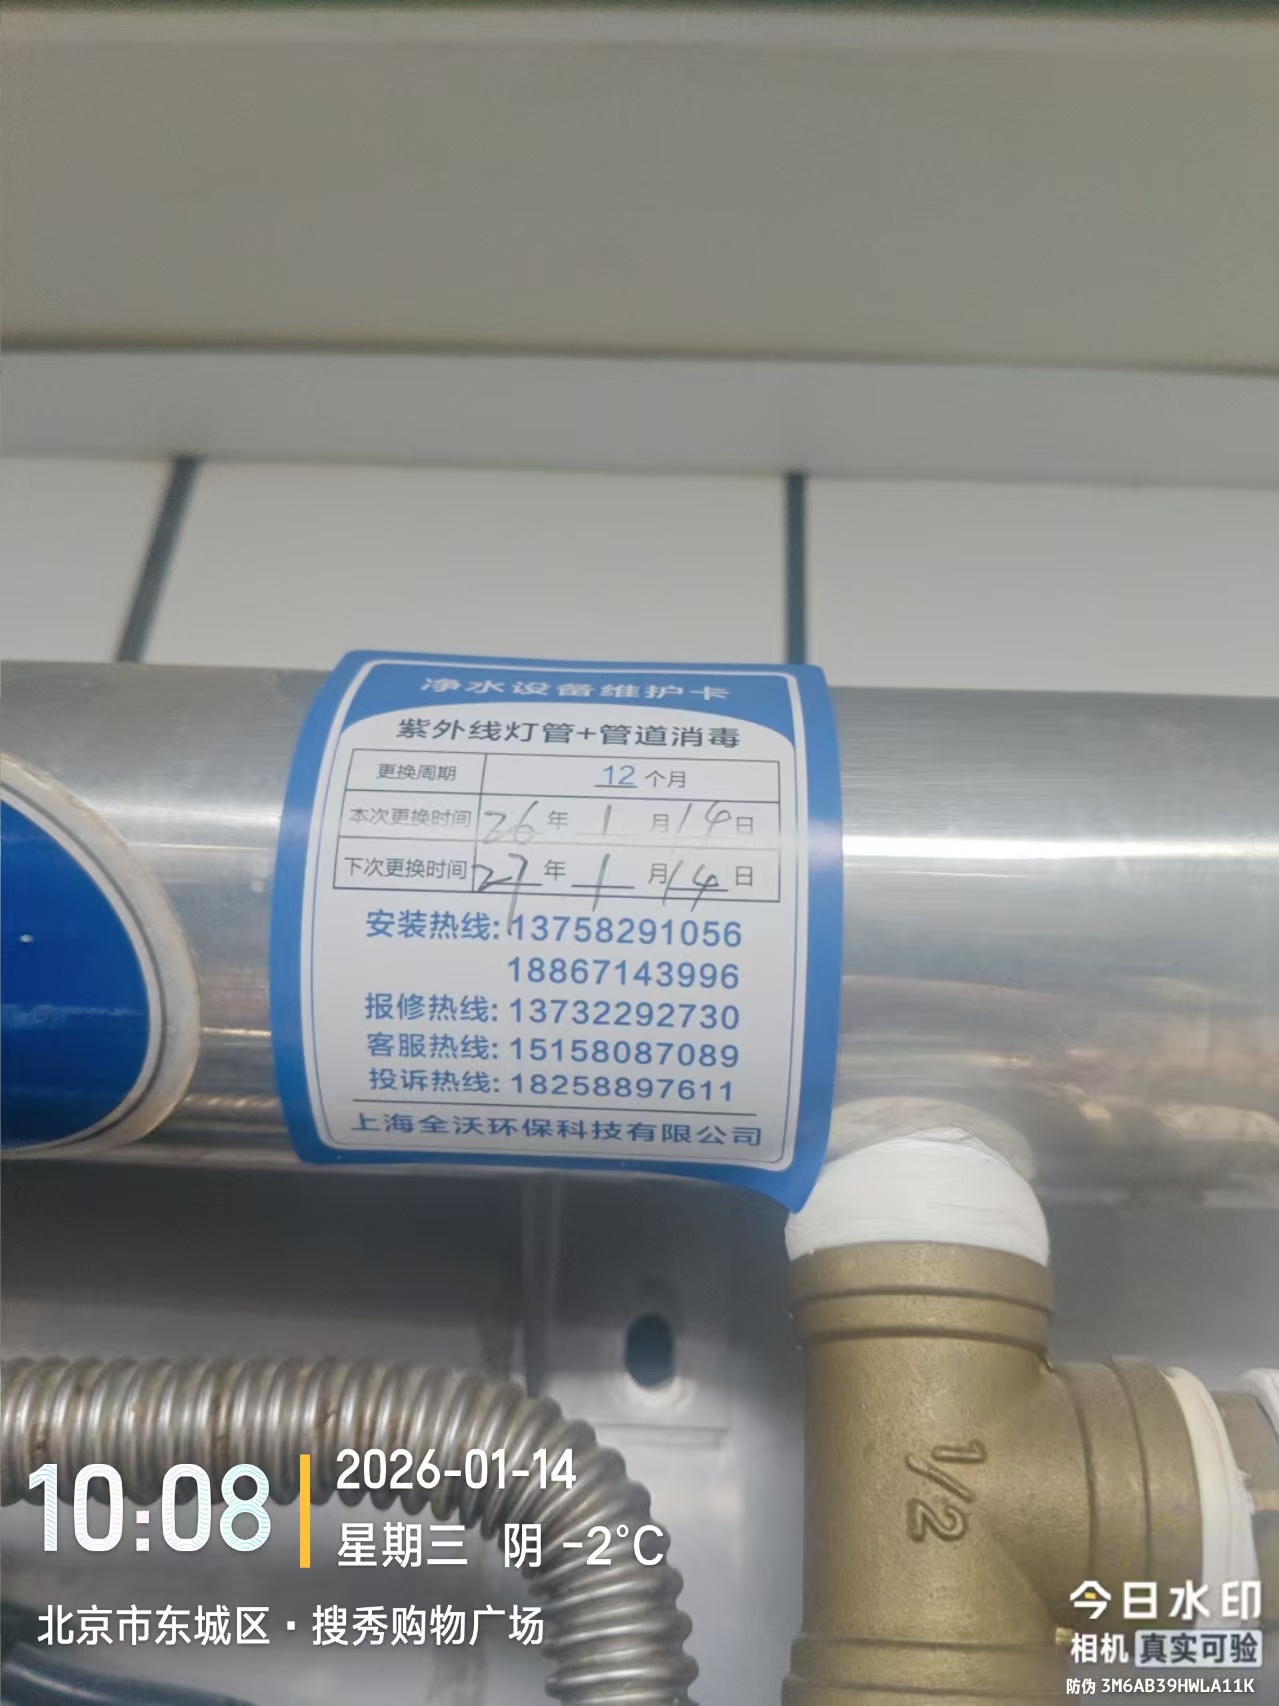 净水设备维护卡
紫外线灯管+管道消毒
更换周期 12 个月
本次更换时间 26 年 1 月 14 日
下次更换时间 27 年 1 月 14 日
安装热线: 13758291056
18867143996
报修热线: 13732292730
客服热线: 15158087089
投诉热线: 18258897611
上海全沃环保科技有限公司
1/2
10:08
2026-01-14
星期三 阴 -2°C
北京市东城区·搜秀购物广场
今日水印
相机 真实可验
防伪 3M6AB39HWLA11K